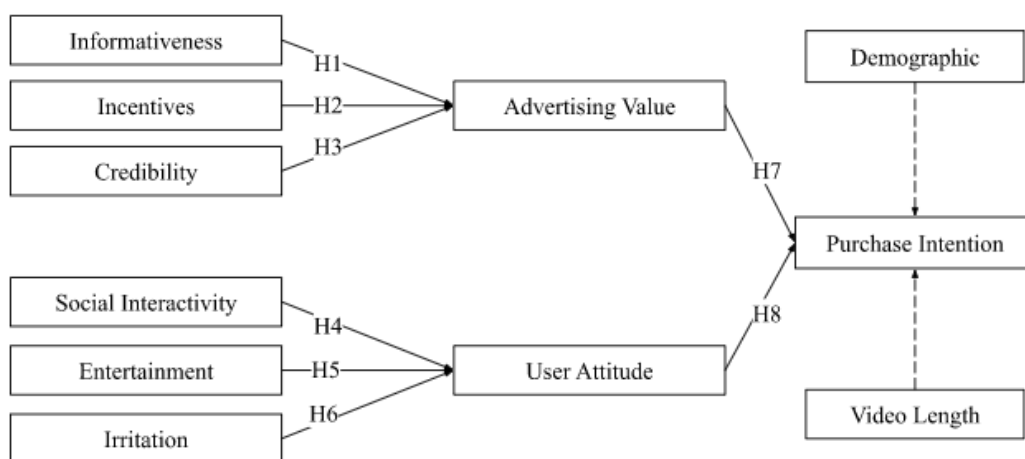 Informativeness
H1
Incentives
H2
Credibility
H3
Advertising Value
Social Interactivity
H4
Entertainment
H5
Irritation
H6
User Attitude
H7
H8
Demographic
Purchase Intention
Video Length